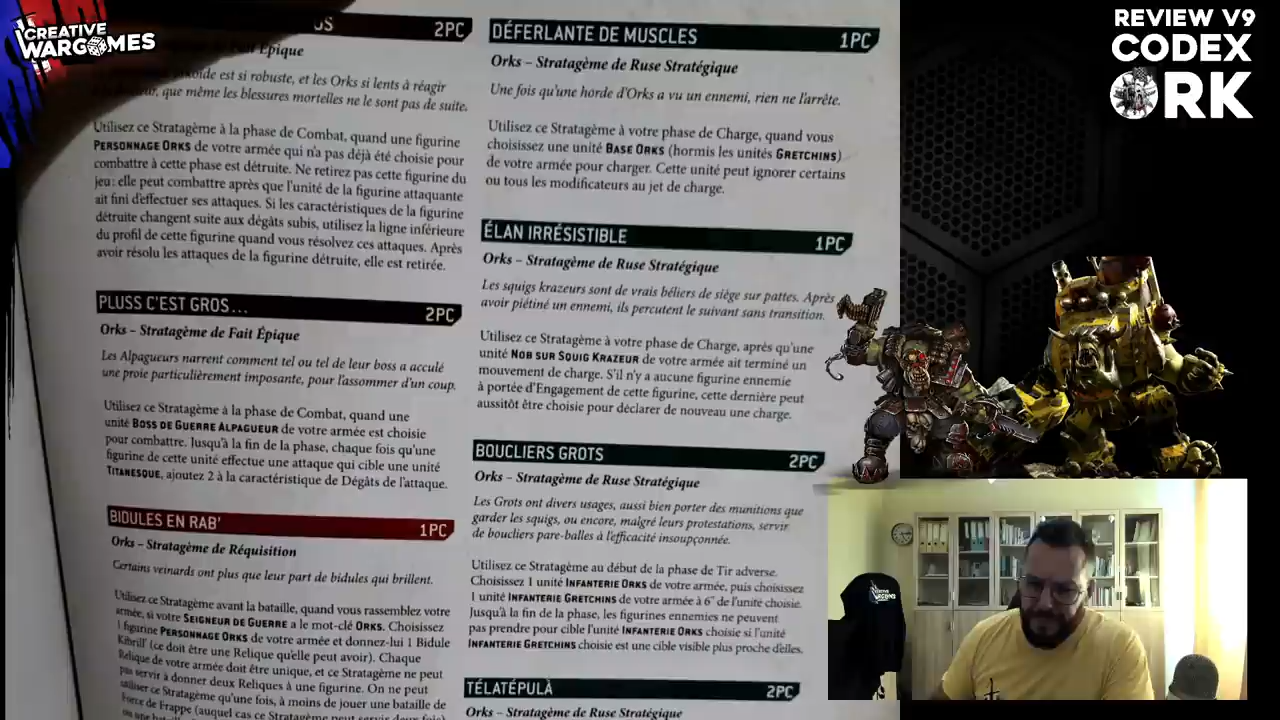 CREATIVE
WARGAMES
REVIEW V9
CODEX
ORK
2PC
Fait Épique
est si robuste, et les Orks si lents à réagir
que même les blessures mortelles ne le sont pas de suite.
Utilisez ce Stratagème à la phase de Combat, quand une figurine
PERSONNAGE ORKS de votre armée qui n'a pas déjà été choisie pour
combattre à cette phase est détruite. Ne retirez pas cette figurine du
jeu: elle peut combattre après que l'unité de la figurine attaquante
ait fini d'effectuer ses attaques. Si les caractéristiques de la figurine
détruite changent suite aux dégâts subis, utilisez la ligne inférieure
du profil de cette figurine quand vous résolvez ces attaques. Après
avoir résolu les attaques de la figurine détruite, elle est retirée.
PLUSS C'EST GROS... 2PC
Orks – Stratagème de Fait Épique
Les Alpagueurs narrent comment tel ou tel de leur boss a acculé
une proie particulièrement imposante, pour l'assommer d'un coup.
Utilisez ce Stratagème à la phase de Combat, quand une
unité BOSS DE GUERRE ALPAGUEUR de votre armée est choisie
pour combattre. Jusqu'à la fin de la phase, chaque fois qu'une
figurine de cette unité effectue une attaque qui cible une unité
TITANESQUE, ajoutez 2 à la caractéristique de Dégâts de l'attaque.
BIDULES EN RAB' 1PC
Orks – Stratagème de Réquisition
Certains veinards ont plus que leur part de bidules qui brillent.
Utilisez ce Stratagème avant la bataille, quand vous rassemblez votre
armée, si votre SEIGNEUR DE GUERRE a le mot-clé ORKS. Choisissez
1 figurine PERSONNAGE ORKS de votre armée et donnez-lui 1 Bidule
Kibrill' (ce doit être une Relique qu'elle peut avoir). Chaque
Relique de votre armée doit être unique, et ce Stratagème ne peut
pas servir à donner deux Reliques à une figurine. On ne peut
utiliser ce Stratagème qu'une fois, à moins de jouer une bataille de
Force de Frappe (auquel cas ce Stratagème peut servir deux fois)
DÉFERLANTE DE MUSCLES 1PC
Orks – Stratagème de Ruse Stratégique
Une fois qu'une horde d'Orks a vu un ennemi, rien ne l'arrête.
Utilisez ce Stratagème à votre phase de Charge, quand vous
choisissez une unité BASE ORKS (hormis les unités GRETCHINS)
de votre armée pour charger. Cette unité peut ignorer certains
ou tous les modificateurs au jet de charge.
ÉLAN IRRÉSISTIBLE 1PC
Orks – Stratagème de Ruse Stratégique
Les squigs krazeurs sont de vrais béliers de siège sur pattes. Après
avoir piétiné un ennemi, ils percutent le suivant sans transition.
Utilisez ce Stratagème à votre phase de Charge, après qu'une
unité NOB SUR SQUIG KRAZEUR de votre armée ait terminé un
mouvement de charge. S'il n'y a aucune figurine ennemie
à portée d'Engagement de cette figurine, cette dernière peut
aussitôt être choisie pour déclarer de nouveau une charge.
BOUCLIERS GROTS 2PC
Orks – Stratagème de Ruse Stratégique
Les Grots ont divers usages, aussi bien porter des munitions que
garder les squigs, ou encore, malgré leurs protestations, servir
de boucliers pare-balles à l'efficacité insoupçonnée.
Utilisez ce Stratagème au début de la phase de Tir adverse.
Choisissez 1 unité INFANTERIE ORKS de votre armée, puis choisissez
1 unité INFANTERIE GRETCHINS de votre armée à 6" de l'unité choisie.
Jusqu'à la fin de la phase, les figurines ennemies ne peuvent
pas prendre pour cible l'unité INFANTERIE ORKS choisie si l'unité
INFANTERIE GRETCHINS choisie est une cible visible plus proche d'elles.
TÉLATÉPULÀ 2PC
Orks – Stratagème de Ruse Stratégique